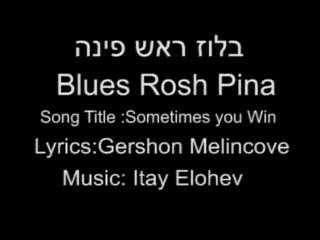 בלוז ראש פינה
Blues Rosh Pina
Song Title :Sometimes you Win
Lyrics:Gershon Melincove
Music: Itay Elohev